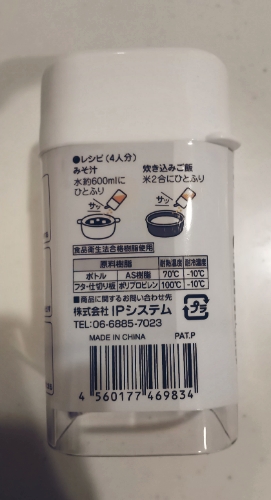 ●レシピ(4人分)
みそ汁
水約600mlに
ひとふり
炊き込みご飯
米2合にひとふり
サッ
サッ
食品衛生法合格樹脂使用
原料樹脂 耐熱温度 耐冷温度
ボトル AS樹脂 70℃ -10℃
フタ・仕切り板 ポリプロピレン 100℃ -10℃
■商品に関するお問い合わせ先
株式会社 IPシステム
TEL:06-6885-7023
プラ
MADE IN CHINA PAT.P
4 560177 469834